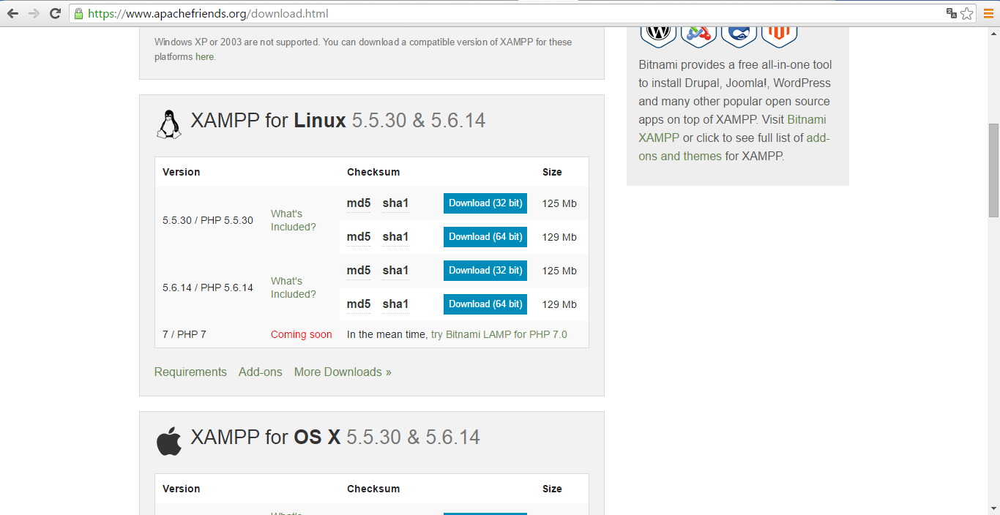 https://www.apachefriends.org/download.html
Windows XP or 2003 are not supported. You can download a compatible version of XAMPP for these
platforms here.
XAMPP for Linux 5.5.30 & 5.6.14
Version Checksum Size
5.5.30 / PHP 5.5.30
What's
Included?
md5 sha1 Download (32 bit) 125 Mb
md5 sha1 Download (64 bit) 129 Mb
5.6.14 / PHP 5.6.14
What's
Included?
md5 sha1 Download (32 bit) 125 Mb
md5 sha1 Download (64 bit) 129 Mb
7 / PHP 7 Coming soon In the mean time, try Bitnami LAMP for PHP 7.0
Requirements Add-ons More Downloads »
XAMPP for OS X 5.5.30 & 5.6.14
Version Checksum Size
What's
Bitnami provides a free all-in-one tool
to install Drupal, Joomla!, WordPress
and many other popular open source
apps on top of XAMPP. Visit Bitnami
XAMPP or click to see full list of add-
ons and themes for XAMPP.